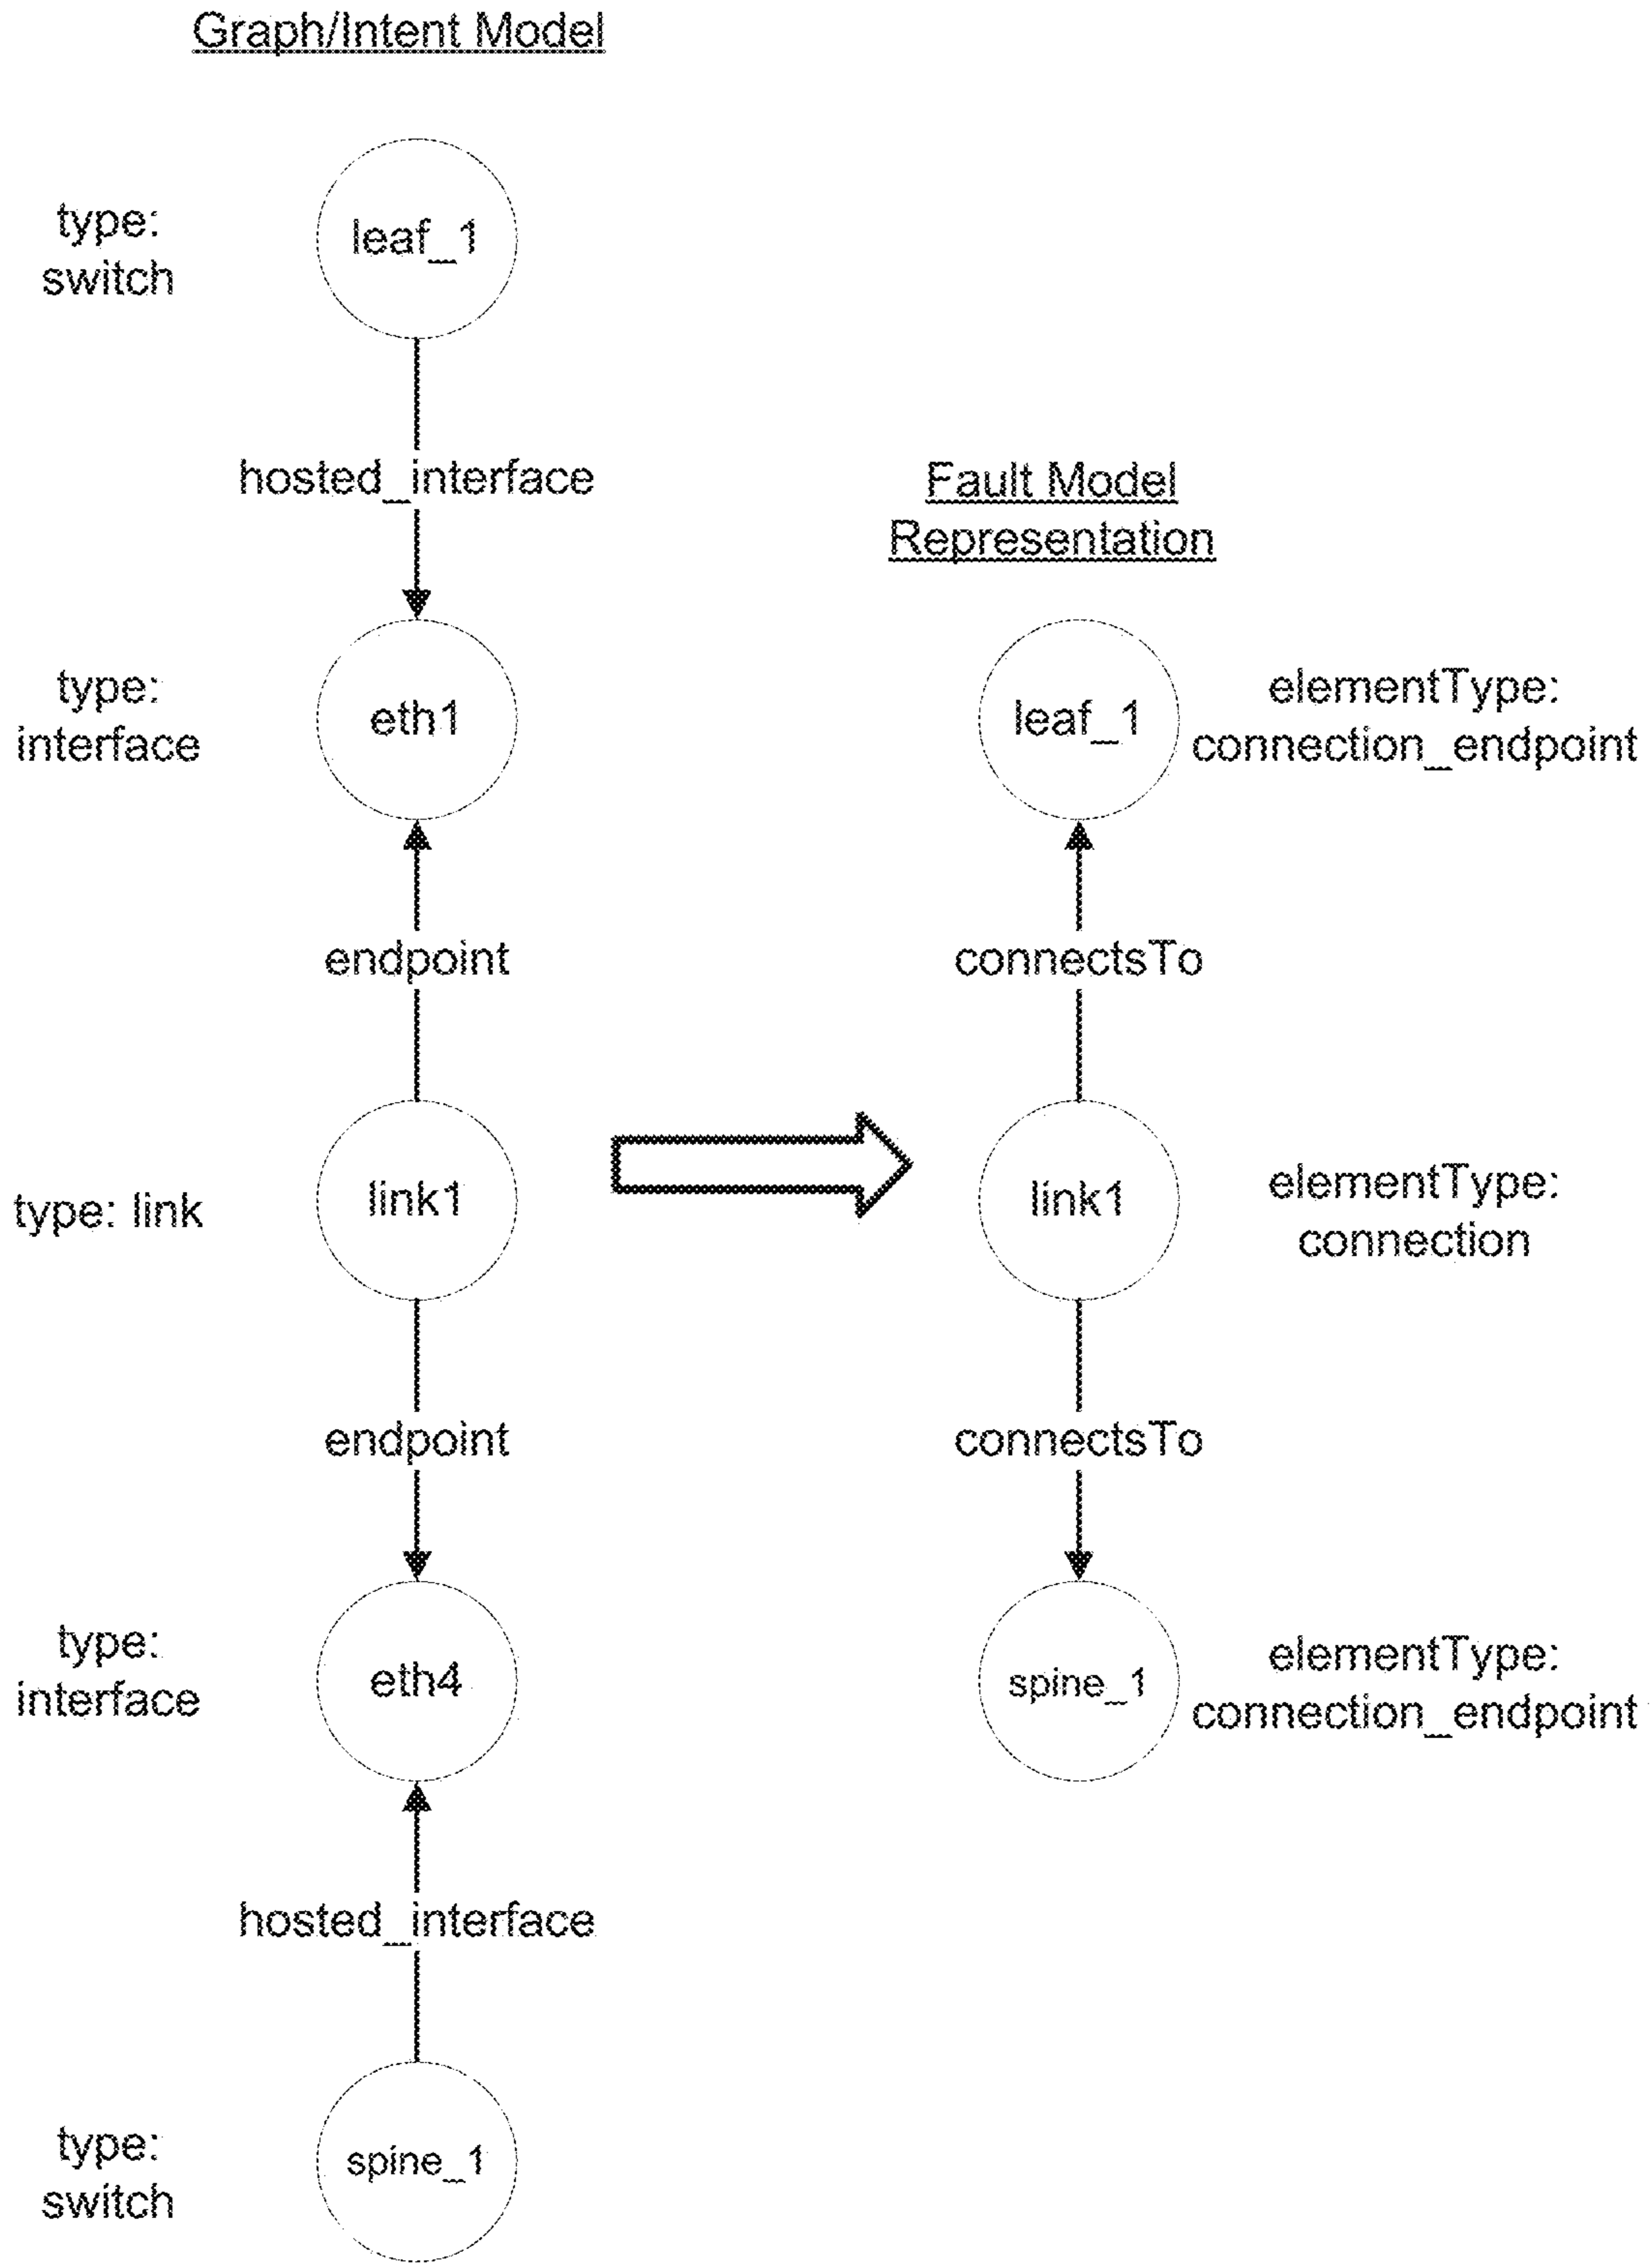 Graph/Intent Model
type:
switch
leaf_1
hosted_interface
type:
interface
eth1
endpoint
type: link
link1
endpoint
type:
interface
eth4
hosted_interface
type:
switch
spine_1
Fault Model
Representation
leaf_1
elementType:
connection_endpoint
connectsTo
link1
elementType:
connection
connectsTo
spine_1
elementType:
connection_endpoint